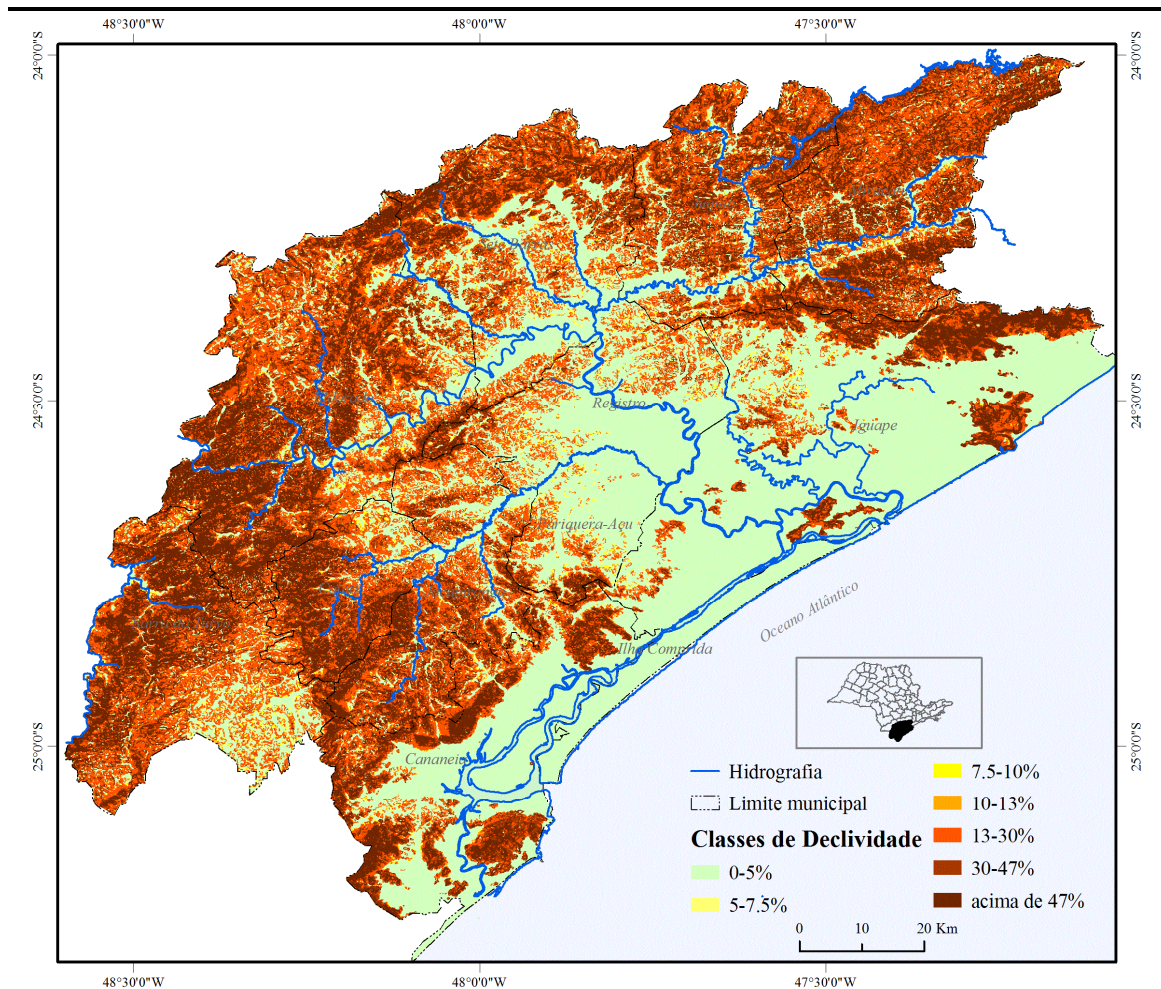 48°30'0"W 48°0'0"W 47°30'0"W
24°0'0"S 24°0'0"S
24°30'0"S 24°30'0"S
Registro
Iguape
Pariquera-Açu
Oceano Atlântico
Ilha Comprida
Cananeia
25°0'0"S 25°0'0"S
Hidrografia
Limite municipal
Classes de Declividade
0-5%
5-7.5%
7.5-10%
10-13%
13-30%
30-47%
acima de 47%
0 10 20 Km
48°30'0"W 48°0'0"W 47°30'0"W